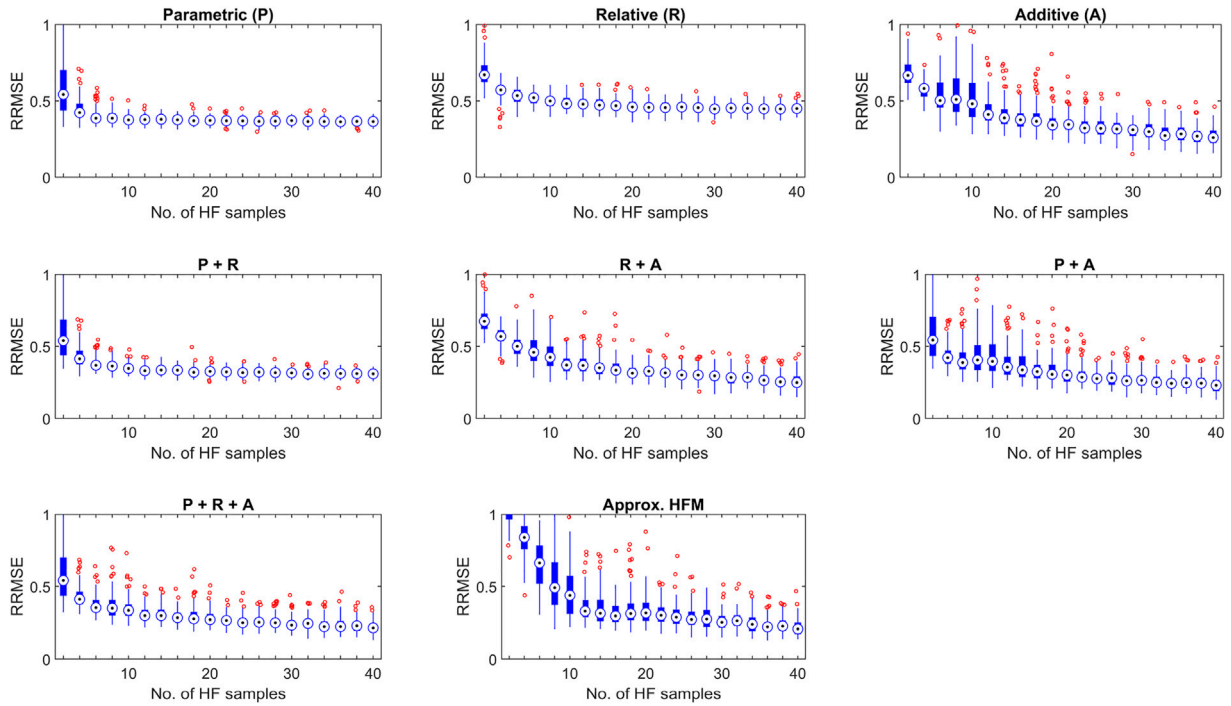 Parametric (P)
1
0.5
0
RRMSE
10 20 30 40
No. of HF samples
Relative (R)
1
0.5
0
RRMSE
10 20 30 40
No. of HF samples
Additive (A)
1
0.5
0
RRMSE
10 20 30 40
No. of HF samples
P + R
1
0.5
0
RRMSE
10 20 30 40
No. of HF samples
R + A
1
0.5
0
RRMSE
10 20 30 40
No. of HF samples
P + A
1
0.5
0
RRMSE
10 20 30 40
No. of HF samples
P + R + A
1
0.5
0
RRMSE
10 20 30 40
No. of HF samples
Approx. HFM
1
0.5
0
RRMSE
10 20 30 40
No. of HF samples